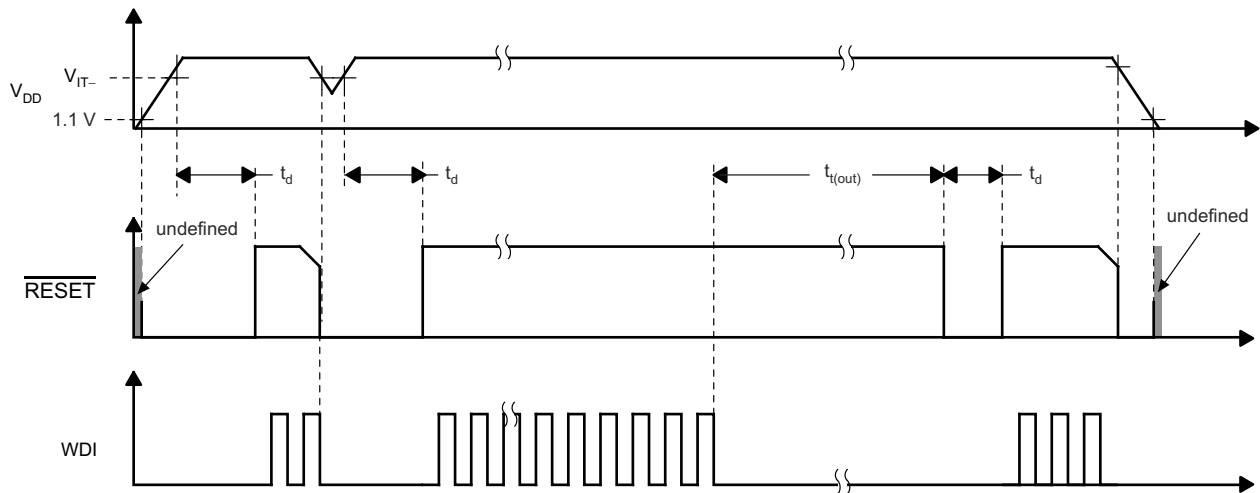 V_IT–
V_DD
1.1 V
t_d
t_d
t_t(out)
t_d
undefined
undefined
RESET
WDI